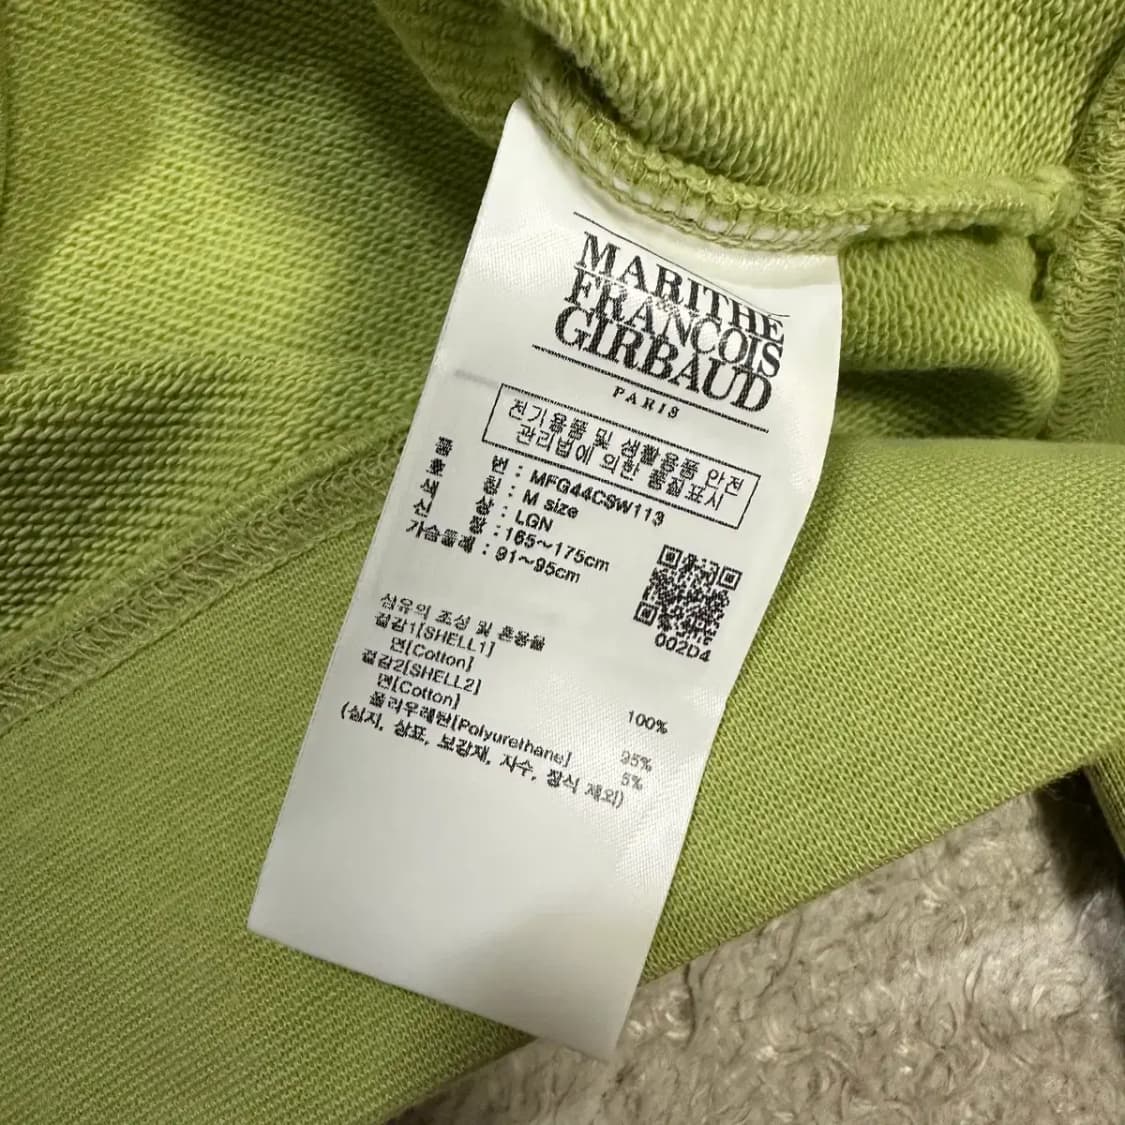 MARITHE
FRANCOIS
GIRBAUD
PARIS
전기용품 및 생활용품 안전
관리법에 의한 품질표시
품 번 : MFG44CSW113
호 칭 : M size
색 상 : LGN
신 장 : 165~175cm
가슴둘레 : 91~95cm
002D4
섬유의 조성 및 혼용율
겉감1[SHELL1]
면[Cotton] 100%
겉감2[SHELL2]
면[Cotton] 95%
폴리우레탄[Polyurethane] 5%
(심지, 상표, 보강재, 자수, 장식 제외)